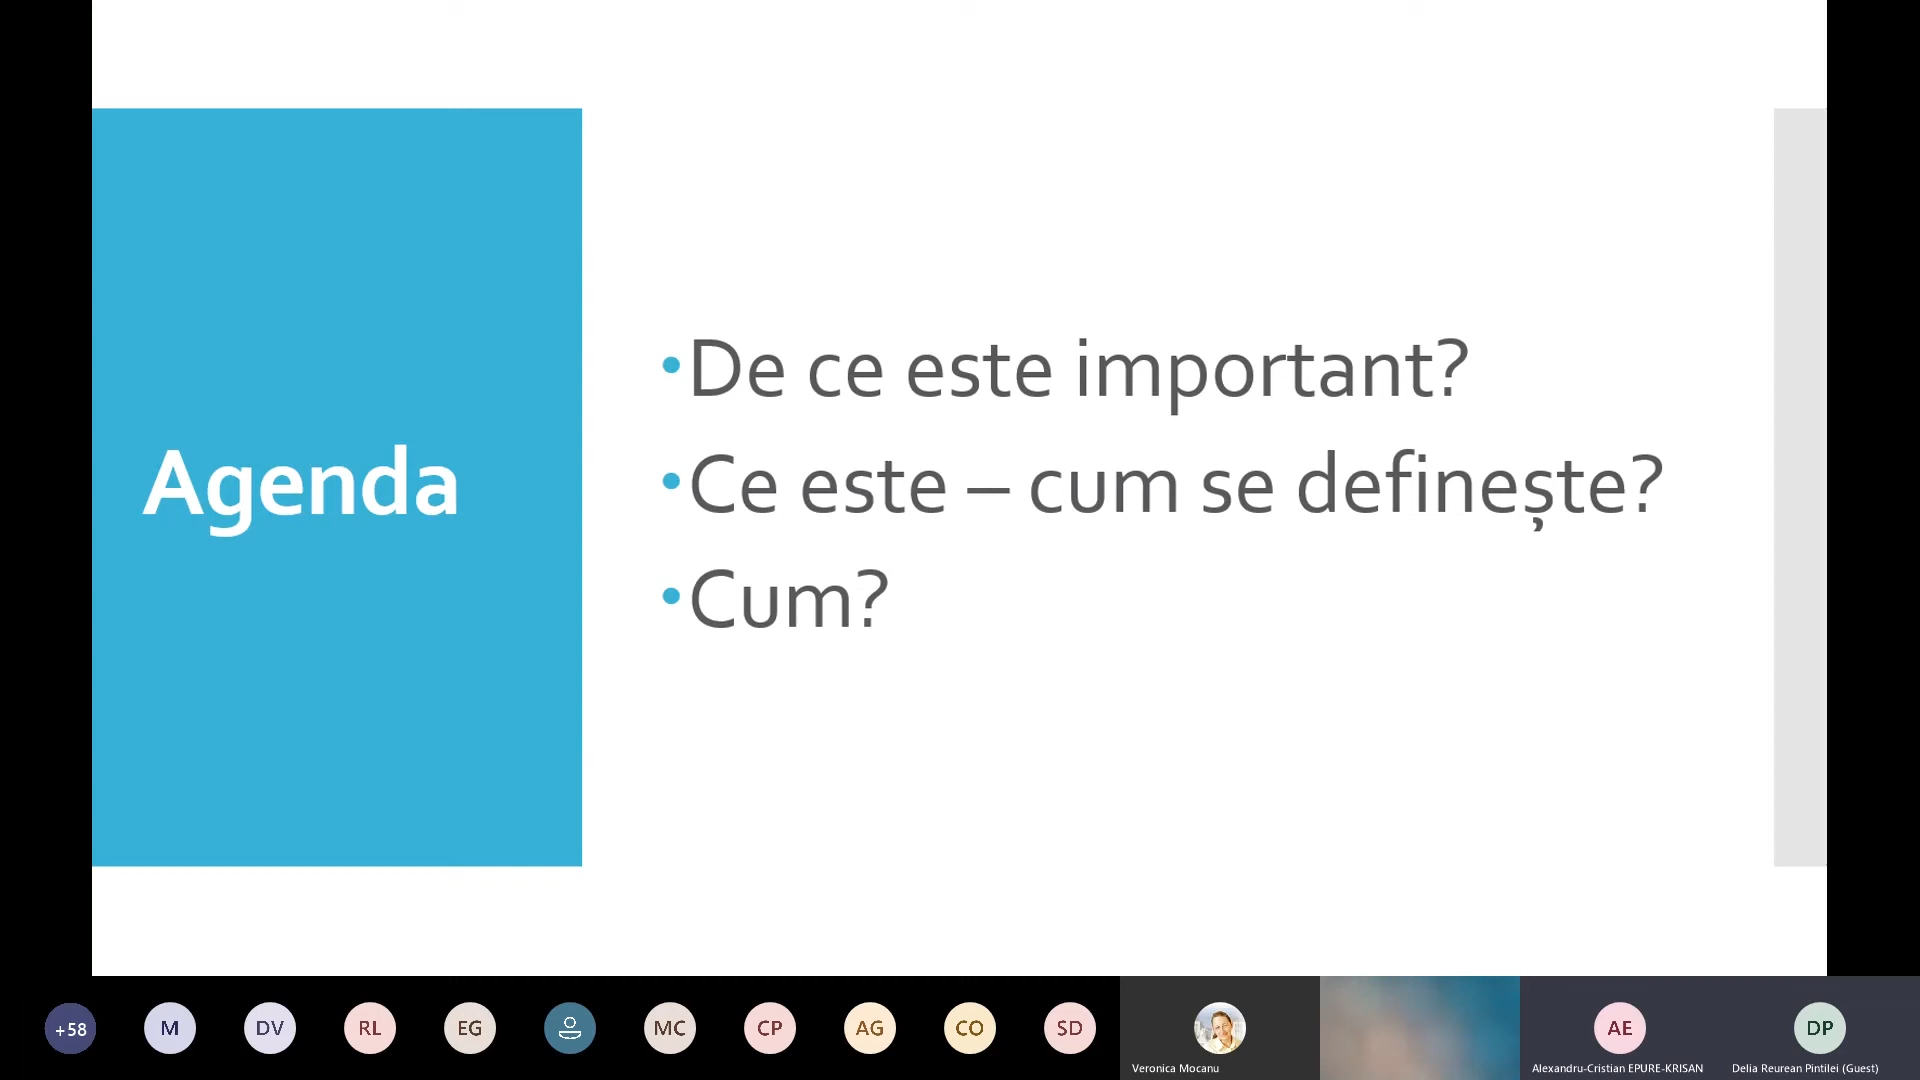 Agenda
•De ce este important?
•Ce este – cum se definește?
•Cum?
+58
M
DV
RL
EG
MC
CP
AG
CO
SD
AE
DP
Veronica Mocanu
Alexandru-Cristian EPURE-KRISAN
Delia Reurean Pintilei (Guest)